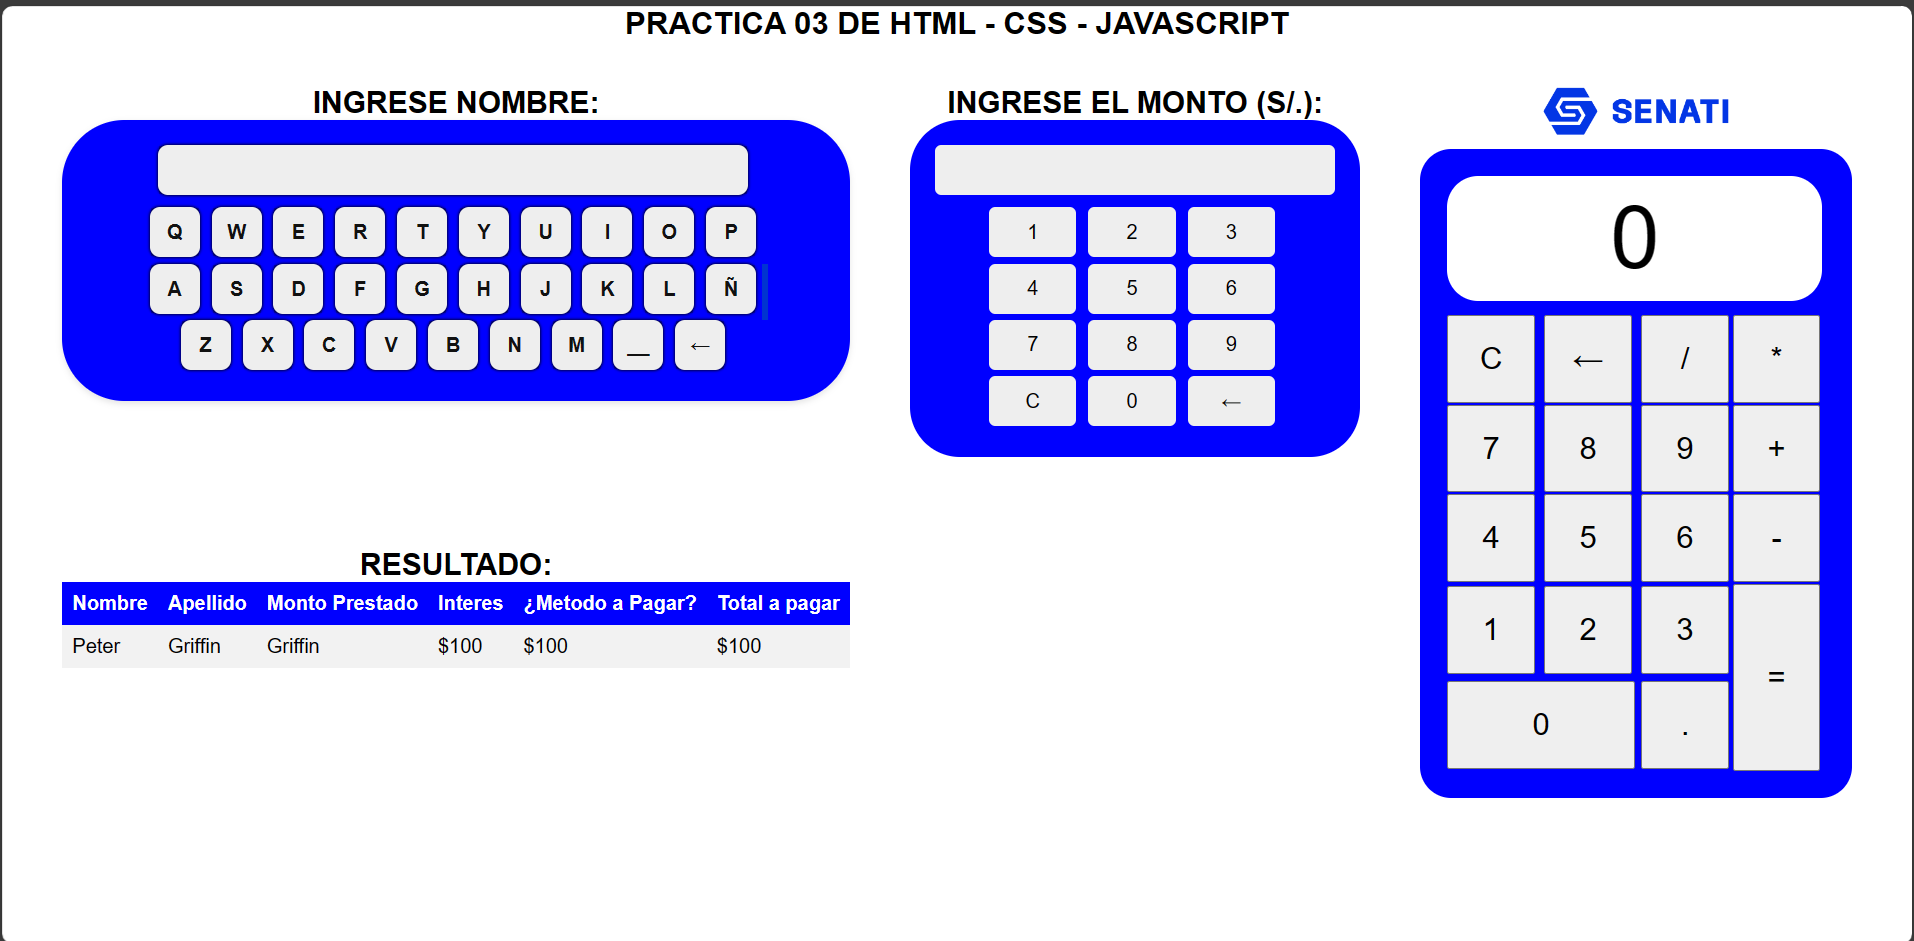 PRACTICA 03 DE HTML - CSS - JAVASCRIPT
INGRESE NOMBRE:
Q W E R T Y U I O P
A S D F G H J K L Ñ
Z X C V B N M __ ←
INGRESE EL MONTO (S/.):
1 2 3
4 5 6
7 8 9
C 0 ←
SENATI
0
C ← / *
7 8 9 +
4 5 6 -
1 2 3 =
0 .
RESULTADO:
Nombre Apellido Monto Prestado Interes ¿Metodo a Pagar? Total a pagar
Peter Griffin Griffin $100 $100 $100